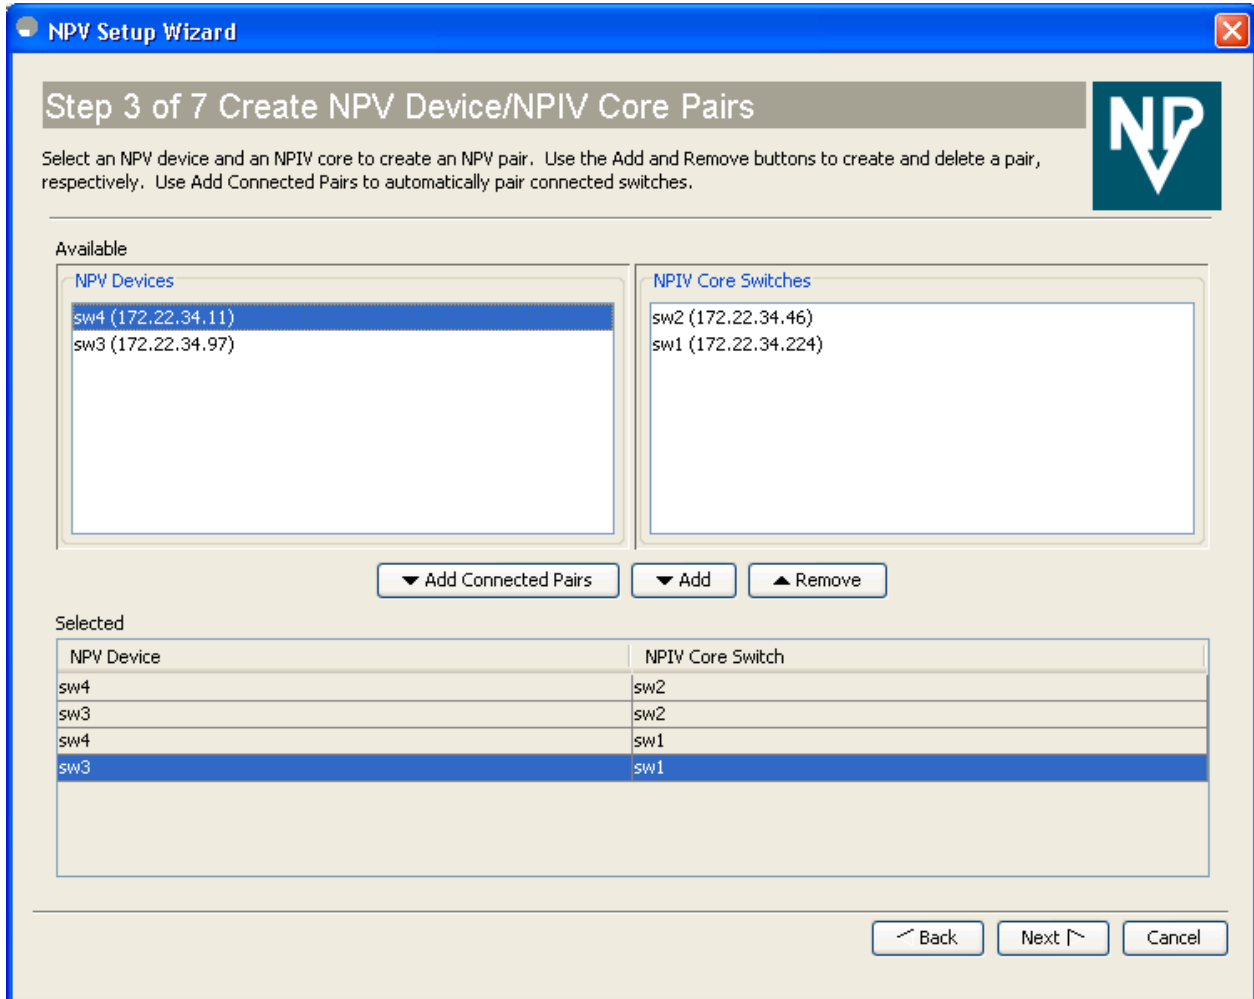 NPV Setup Wizard
Step 3 of 7 Create NPV Device/NPIV Core Pairs
NPV
Select an NPV device and an NPIV core to create an NPV pair. Use the Add and Remove buttons to create and delete a pair,
respectively. Use Add Connected Pairs to automatically pair connected switches.
Available
NPV Devices
sw4 (172.22.34.11)
sw3 (172.22.34.97)
NPIV Core Switches
sw2 (172.22.34.46)
sw1 (172.22.34.224)
Add Connected Pairs
Add
Remove
Selected
NPV Device NPIV Core Switch
sw4 sw2
sw3 sw2
sw4 sw1
sw3 sw1
Back
Next
Cancel